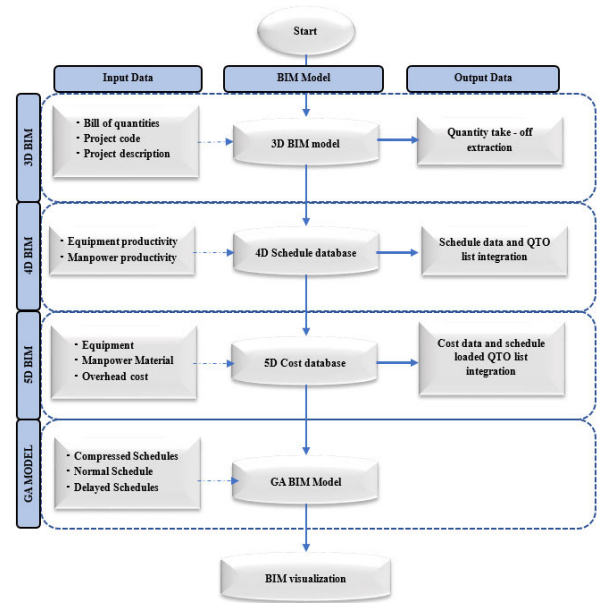 Start
Input Data
BIM Model
Output Data
3D BIM
· Bill of quantities
· Project code
· Project description
3D BIM model
Quantity take - off
extraction
4D BIM
· Equipment productivity
· Manpower productivity
4D Schedule database
Schedule data and QTO
list integration
5D BIM
· Equipment
· Manpower Material
· Overhead cost
5D Cost database
Cost data and schedule
loaded QTO list
integration
GA MODEL
· Compressed Schedules
· Normal Schedule
· Delayed Schedules
GA BIM Model
BIM visualization